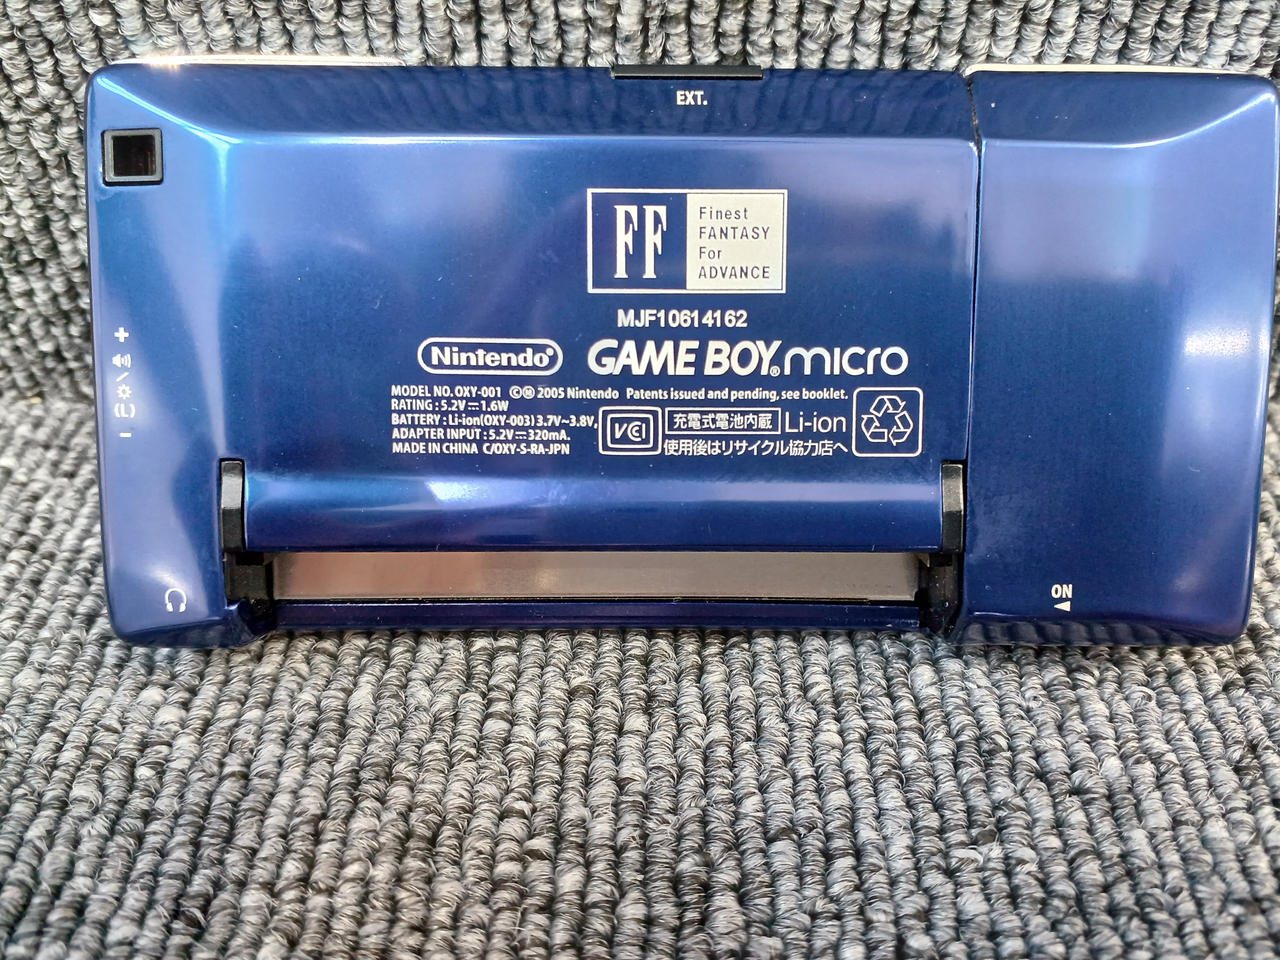 EXT.
FF
Finest
FANTASY
For
ADVANCE
MJF10614162
Nintendo® GAME BOY® micro
MODEL NO. OXY-001 ©Ⓜ 2005 Nintendo Patents issued and pending, see booklet.
RATING : 5.2V⎓1.6W
BATTERY : Li-ion(OXY-003) 3.7V~3.8V,
ADAPTER INPUT : 5.2V⎓320mA.
MADE IN CHINA C/OXY-S-RA-JPN
VCI
充電式電池内蔵 Li-ion
使用後はリサイクル協力店へ
+
/
(L)
-
ON